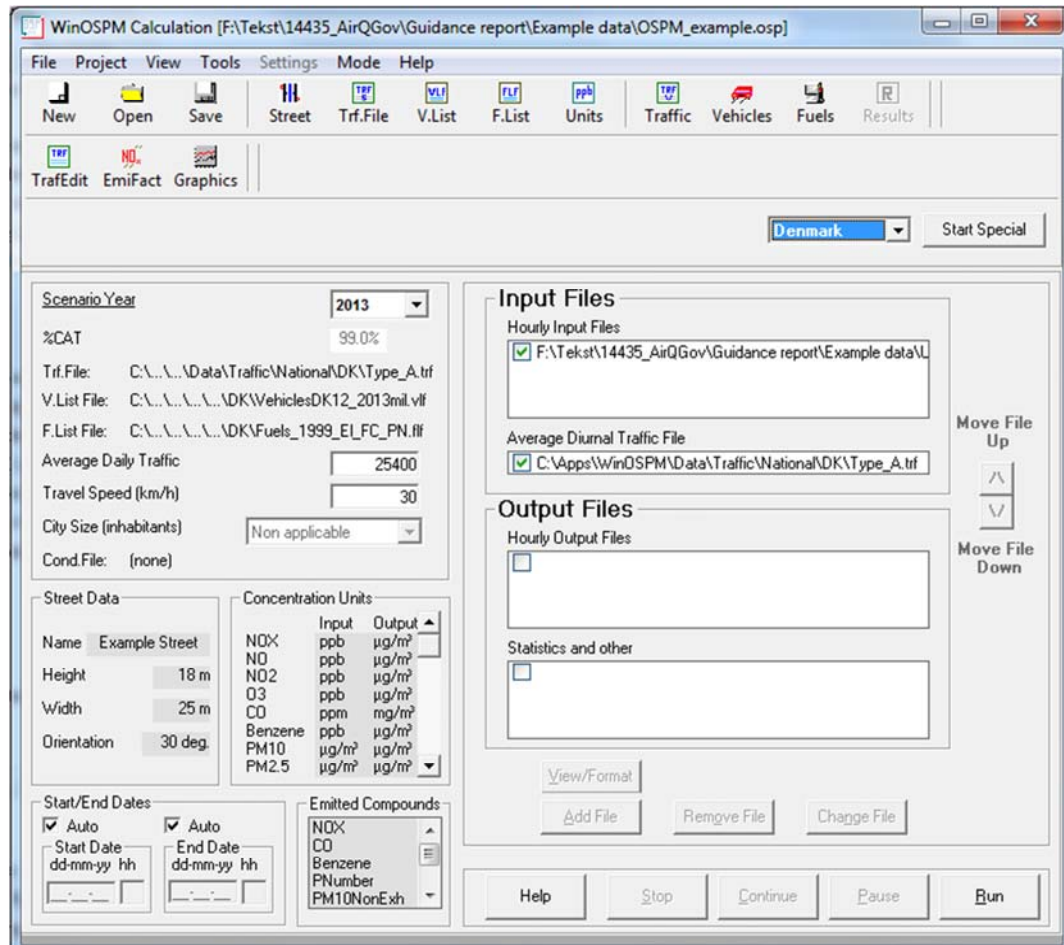 WinOSPM Calculation [F:\Tekst\14435_AirQGov\Guidance report\Example data\OSPM_example.osp]
File Project View Tools Settings Mode Help
New Open Save Street Trf.File V.List F.List Units Traffic Vehicles Fuels Results
TrafEdit EmiFact Graphics
Denmark Start Special
Scenario Year 2013
%CAT 99.0%
Trf.File: C:\...\...\Data\Traffic\National\DK\Type_A.trf
V.List File: C:\...\...\...\...\DK\VehiclesDK12_2013mil.vlf
F.List File: C:\...\...\...\...\DK\Fuels_1999_EI_FC_PN.flf
Average Daily Traffic 25400
Travel Speed (km/h) 30
City Size (inhabitants) Non applicable
Cond.File: (none)
Street Data
Name Example Street
Height 18 m
Width 25 m
Orientation 30 deg.
Concentration Units
Input Output
NOX ppb µg/m³
NO ppb µg/m³
NO2 ppb µg/m³
O3 ppb µg/m³
CO ppm mg/m³
Benzene ppb µg/m³
PM10 µg/m³ µg/m³
PM2.5 µg/m³ µg/m³
Start/End Dates
Auto Auto
Start Date End Date
dd-mm-yy hh dd-mm-yy hh
__-__-__ __-__-__
Emitted Compounds
NOX
CO
Benzene
PNumber
PM10NonExh
Input Files
Hourly Input Files
F:\Tekst\14435_AirQGov\Guidance report\Example data\
Average Diurnal Traffic File
C:\Apps\WinOSPM\Data\Traffic\National\DK\Type_A.trf
Output Files
Hourly Output Files
Statistics and other
Move File
Up
/\
\/
Move File
Down
View/Format
Add File Remove File Change File
Help Stop Continue Pause Run